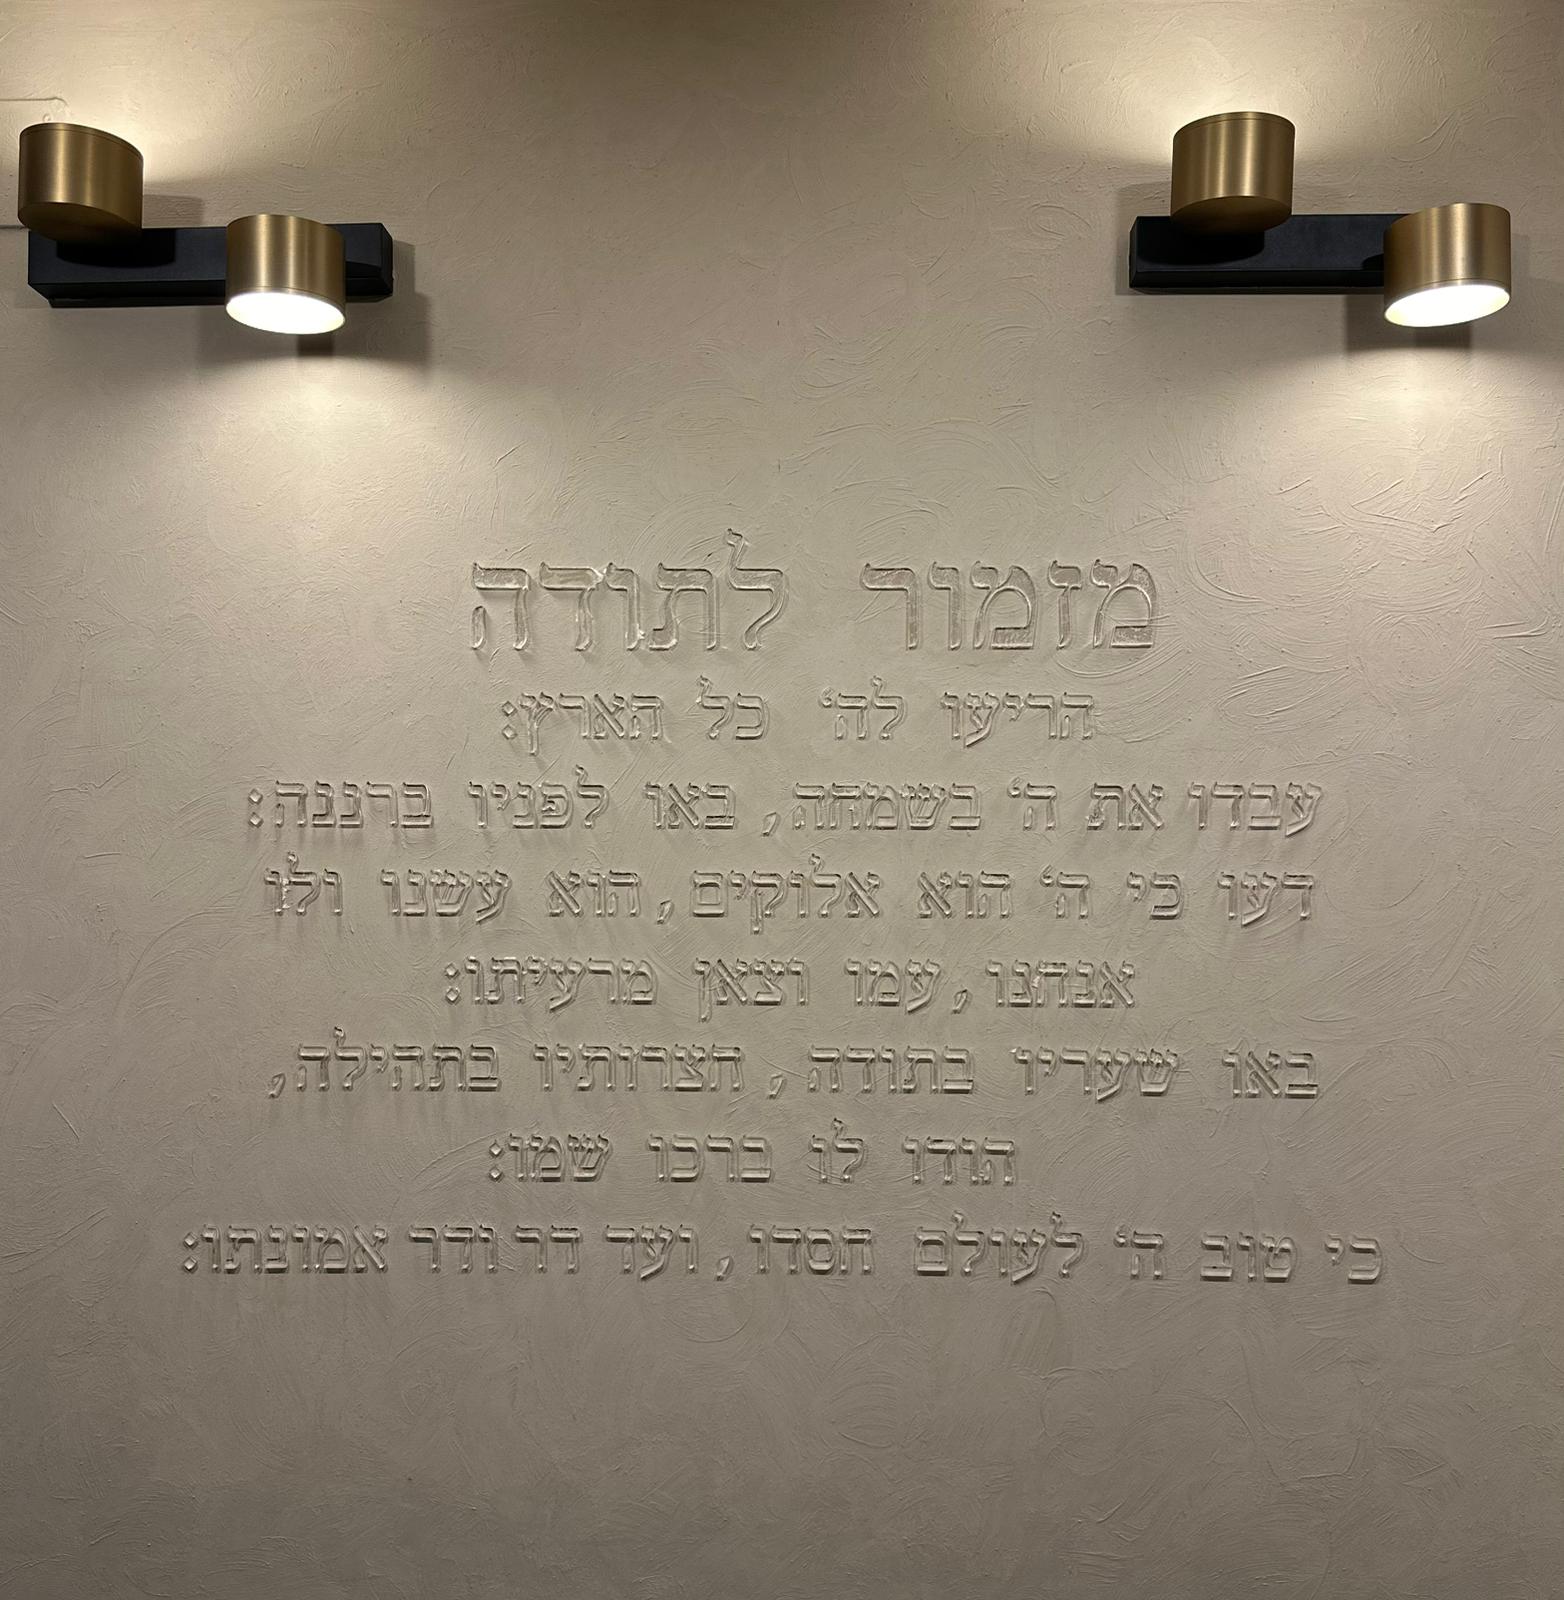 מזמור לתודה
הריעו לה' כל הארץ:
עבדו את ה' בשמחה, באו לפניו ברננה:
דעו כי ה' הוא אלוקים, הוא עשנו ולו
אנחנו, עמו וצאן מרעיתו:
באו שעריו בתודה, חצרותיו בתהילה,
הודו לו ברכו שמו:
כי טוב ה' לעולם חסדו, ועד דר ודר אמונתו: